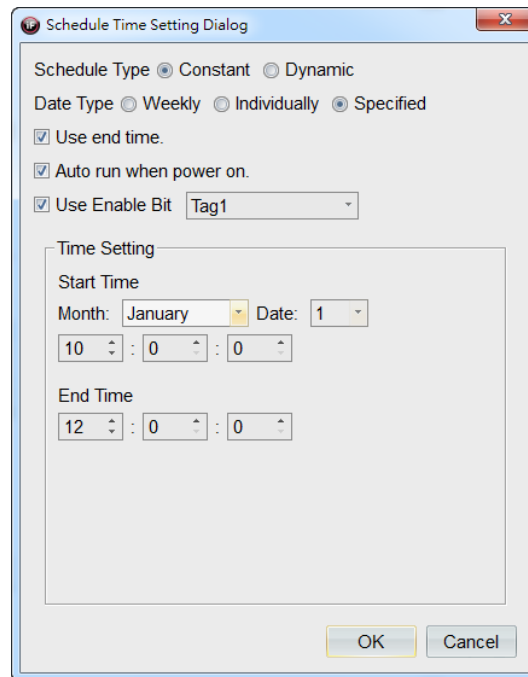 iF Schedule Time Setting Dialog x
Schedule Type Constant Dynamic
Date Type Weekly Individually Specified
Use end time.
Auto run when power on.
Use Enable Bit Tag1
Time Setting
Start Time
Month: January Date: 1
10 : 0 : 0
End Time
12 : 0 : 0
OK Cancel